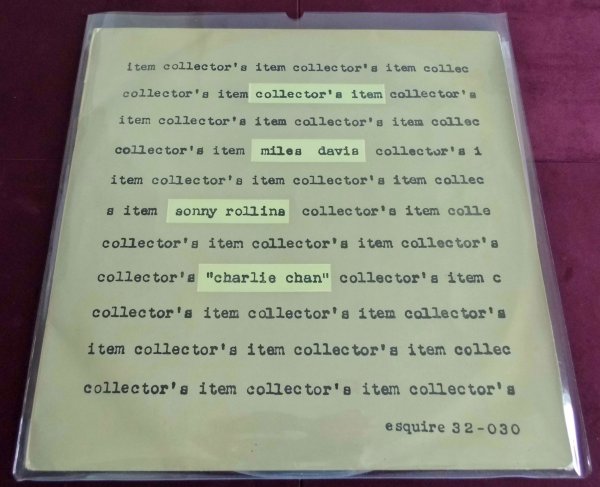 item collector's item collector's item collec
collector's item collector's item collector's
item collector's item collector's item collec
collector's item miles davis collector's i
item collector's item collector's item collec
s item sonny rollins collector's item colle
collector's item collector's item collector's
collector's "charlie chan" collector's item c
collector's item collector's item collector's
item collector's item collector's item collec
collector's item collector's item collector's
esquire 32-030